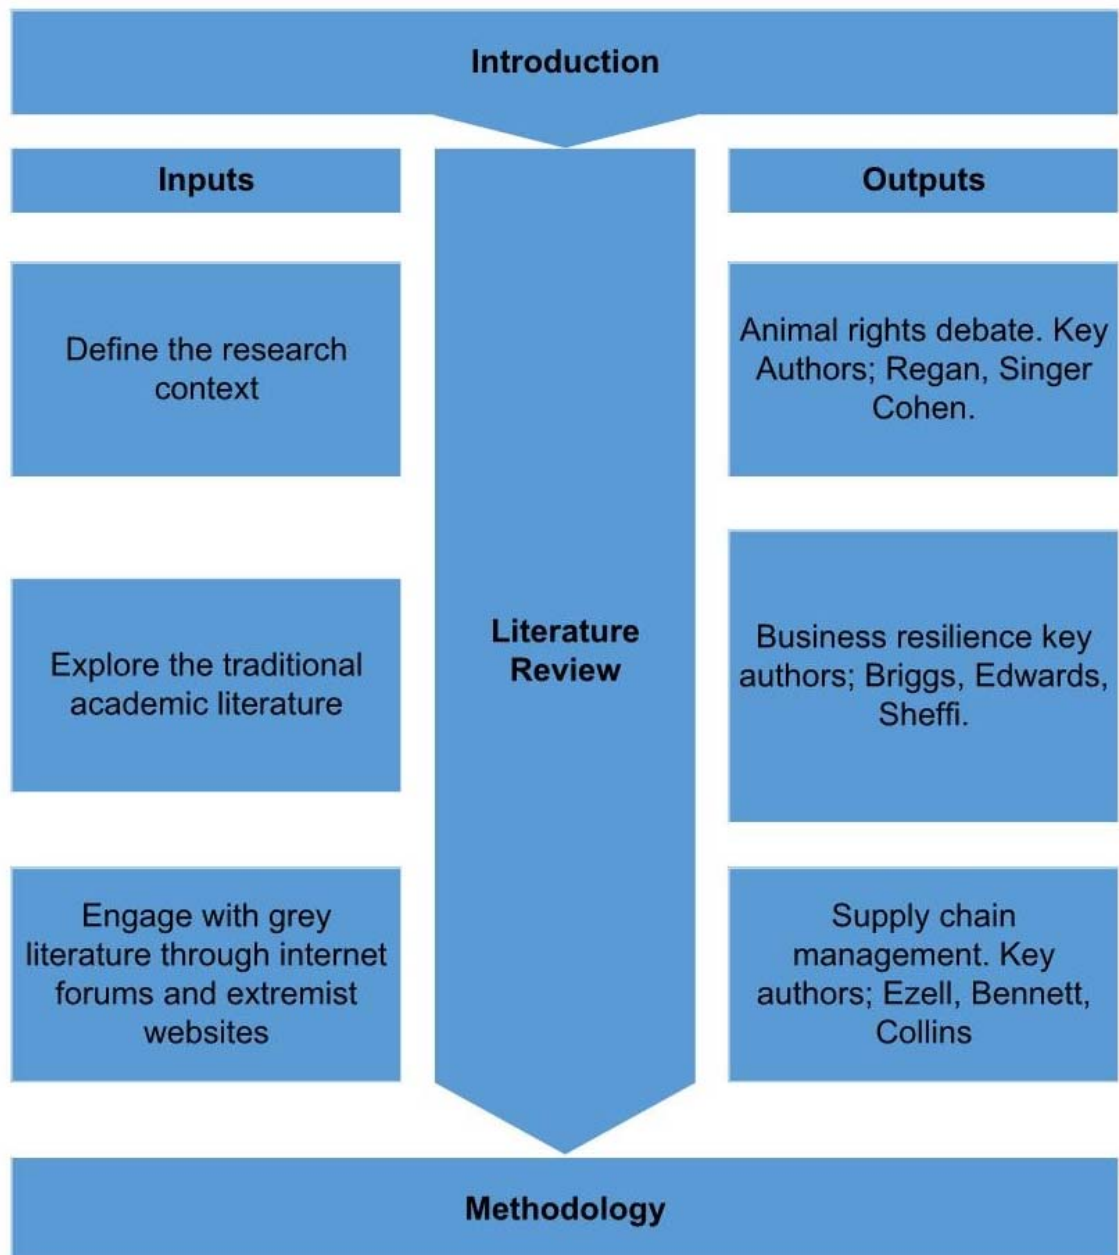 Introduction
Inputs
Outputs
Define the research
context
Animal rights debate. Key
Authors; Regan, Singer
Cohen.
Explore the traditional
academic literature
Literature
Review
Business resilience key
authors; Briggs, Edwards,
Sheffi.
Engage with grey
literature through internet
forums and extremist
websites
Supply chain
management. Key
authors; Ezell, Bennett,
Collins
Methodology